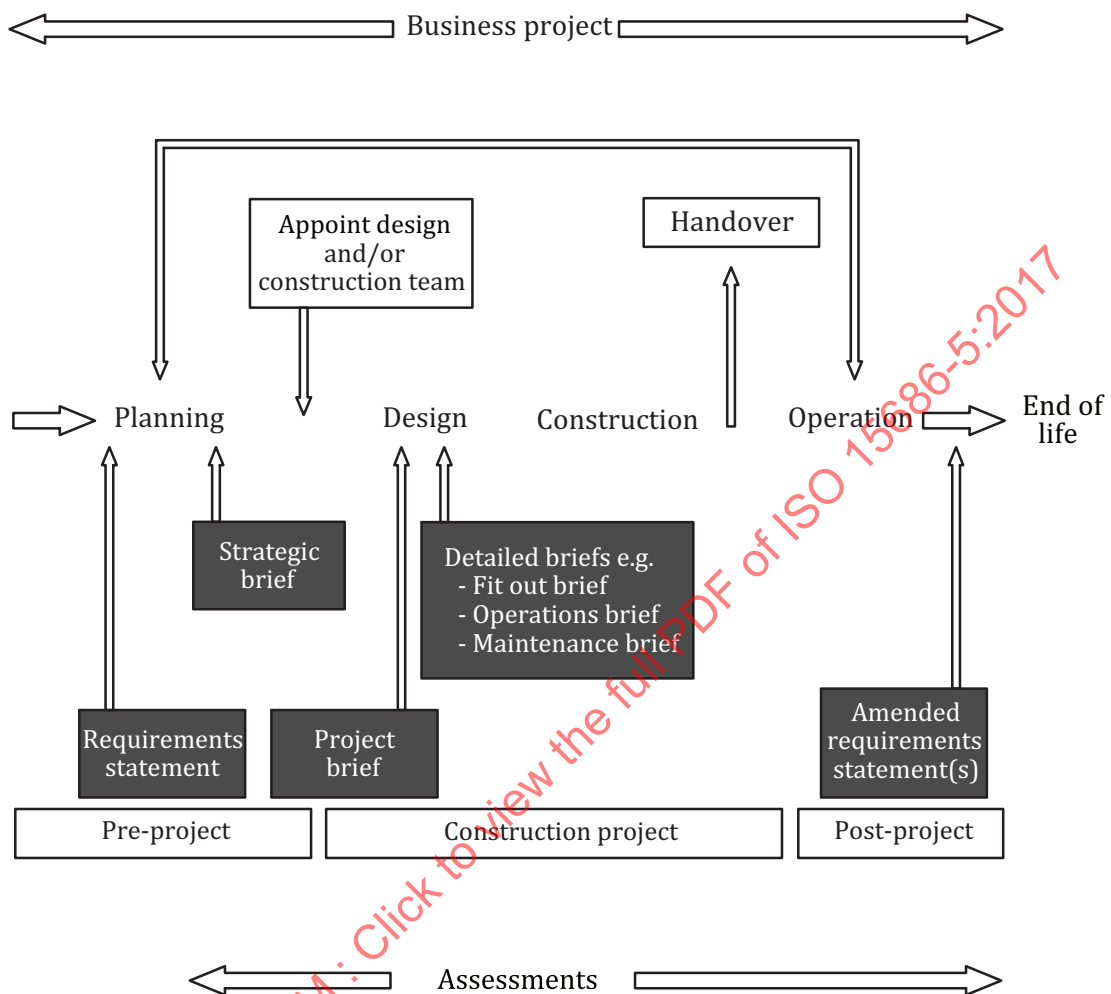 Business project
Appoint design
and/or
construction team
Handover
Planning
Design
Construction
Operation
End of
life
Strategic
brief
Detailed briefs e.g.
- Fit out brief
- Operations brief
- Maintenance brief
Requirements
statement
Project
brief
Amended
requirements
statement(s)
Pre-project
Construction project
Post-project
Assessments
M : Click to view the full PDF of ISO 15686-5:2017